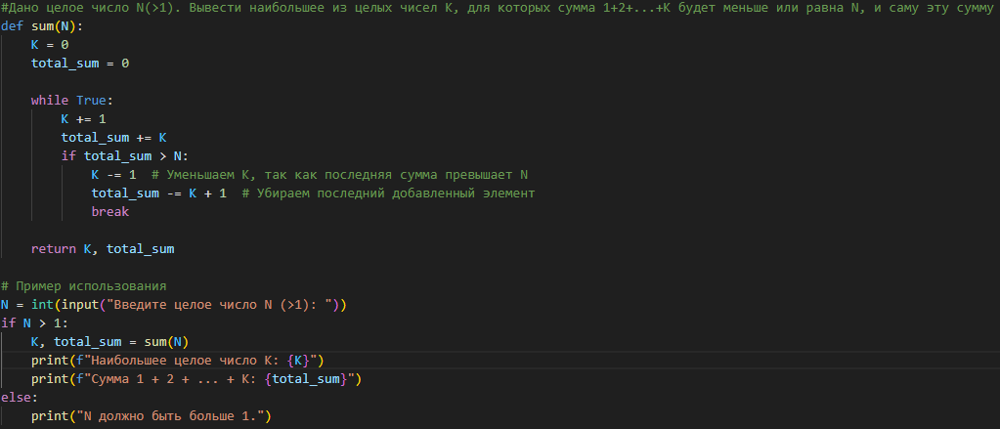 #Дано целое число N(>1). Вывести наибольшее из целых чисел K, для которых сумма 1+2+...+K будет меньше или равна N, и саму эту сумму
def sum(N):
    K = 0
    total_sum = 0

    while True:
        K += 1
        total_sum += K
        if total_sum > N:
            K -= 1  # Уменьшаем K, так как последняя сумма превышает N
            total_sum -= K + 1  # Убираем последний добавленный элемент
            break

    return K, total_sum

# Пример использования
N = int(input("Введите целое число N (>1): "))
if N > 1:
    K, total_sum = sum(N)
    print(f"Наибольшее целое число K: {K}")
    print(f"Сумма 1 + 2 + ... + K: {total_sum}")
else:
    print("N должно быть больше 1.")